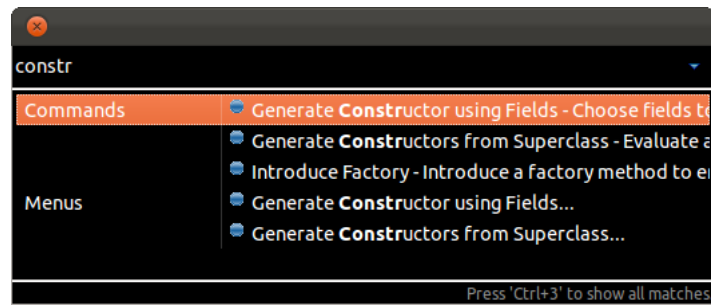 constr
Commands Generate Constructor using Fields - Choose fields to
Generate Constructors from Superclass - Evaluate a
Introduce Factory - Introduce a factory method to
Menus Generate Constructor using Fields...
Generate Constructors from Superclass...
Press 'Ctrl+3' to show all matches